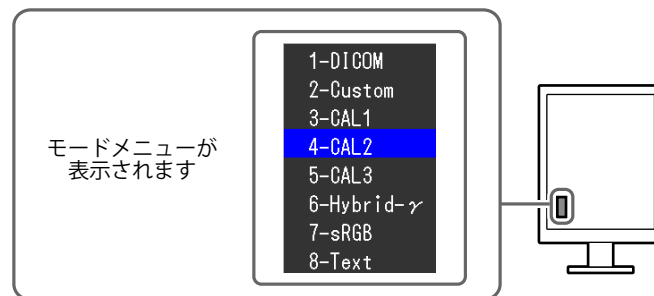 モードメニューが
表示されます
1-DICOM
2-Custom
3-CAL1
4-CAL2
5-CAL3
6-Hybrid-γ
7-sRGB
8-Text